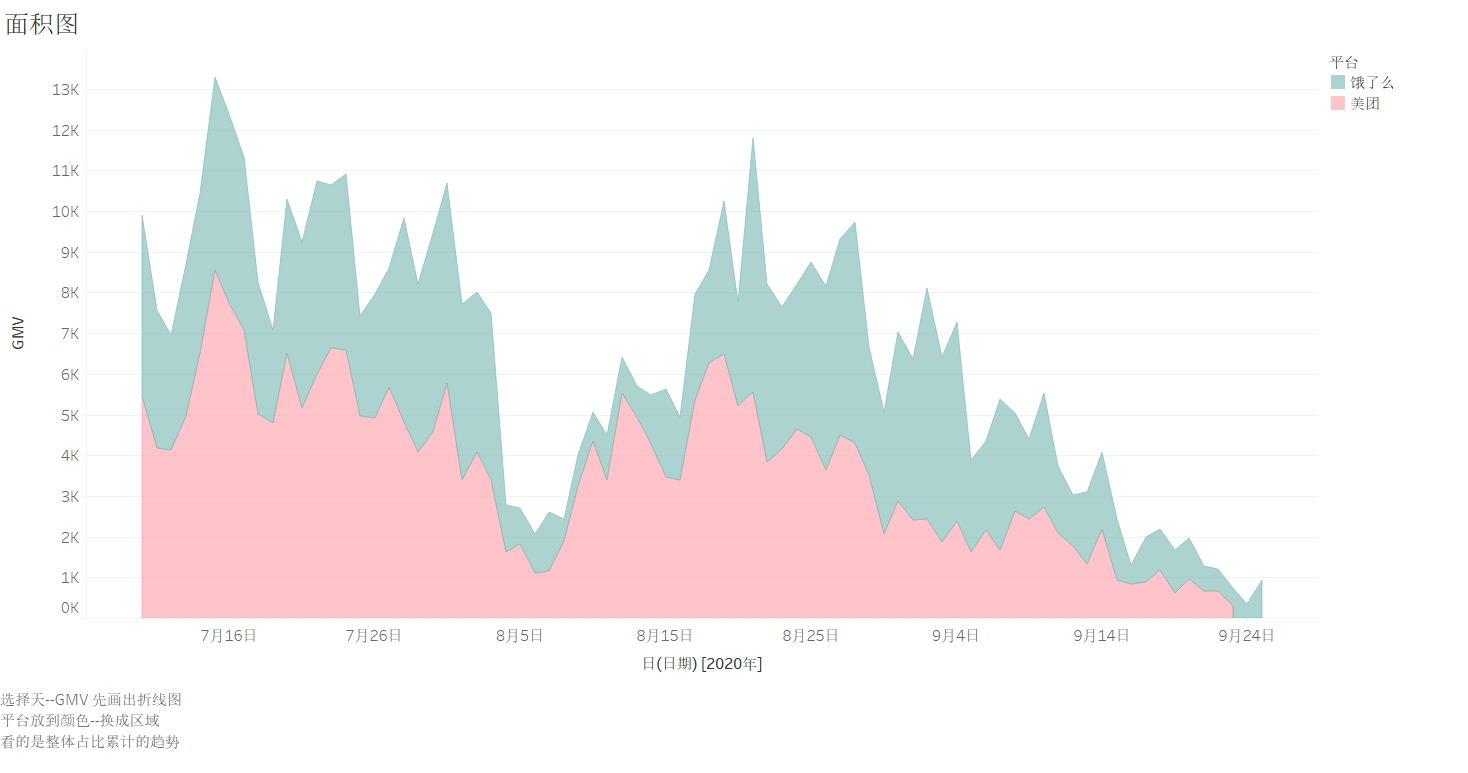 面积图
平台
饿了么
美团
13K
12K
11K
10K
9K
8K
7K
6K
5K
4K
3K
2K
1K
0K
GMV
7月16日
7月26日
8月5日
8月15日
8月25日
9月4日
9月14日
9月24日
日(日期) [2020年]
选择天--GMV 先画出折线图
平台放到颜色--换成区域
看的是整体占比累计的趋势